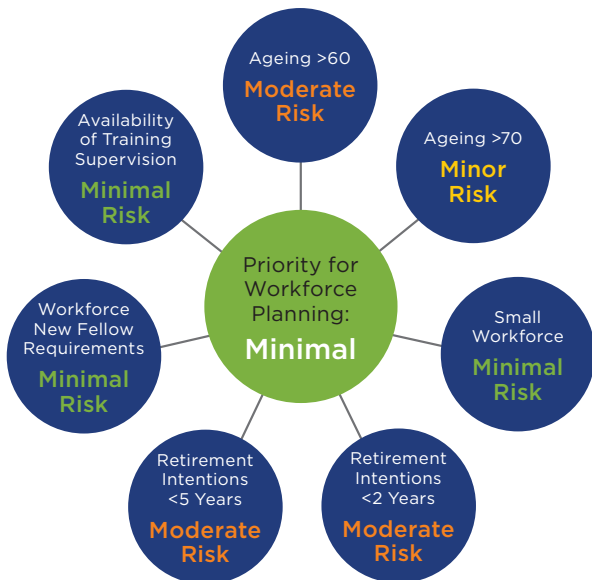 Ageing >60
Moderate
Risk
Ageing >70
Minor
Risk
Small
Workforce
Minimal
Risk
Retirement
Intentions
<2 Years
Moderate
Risk
Retirement
Intentions
<5 Years
Moderate
Risk
Workforce
New Fellow
Requirements
Minimal
Risk
Availability
of Training
Supervision
Minimal
Risk
Priority for
Workforce
Planning:
Minimal